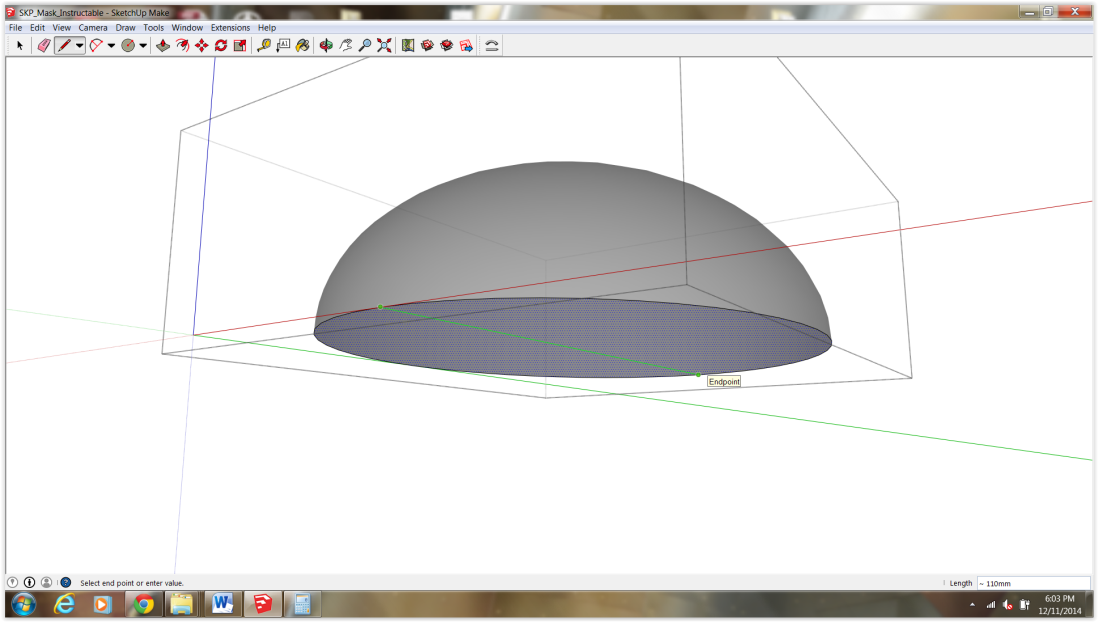 SKP_Mask_Instructable - SketchUp Make
File Edit View Camera Draw Tools Window Extensions Help
A1
Endpoint
Select end point or enter value.
Length ~ 110mm
6:03 PM
12/11/2014